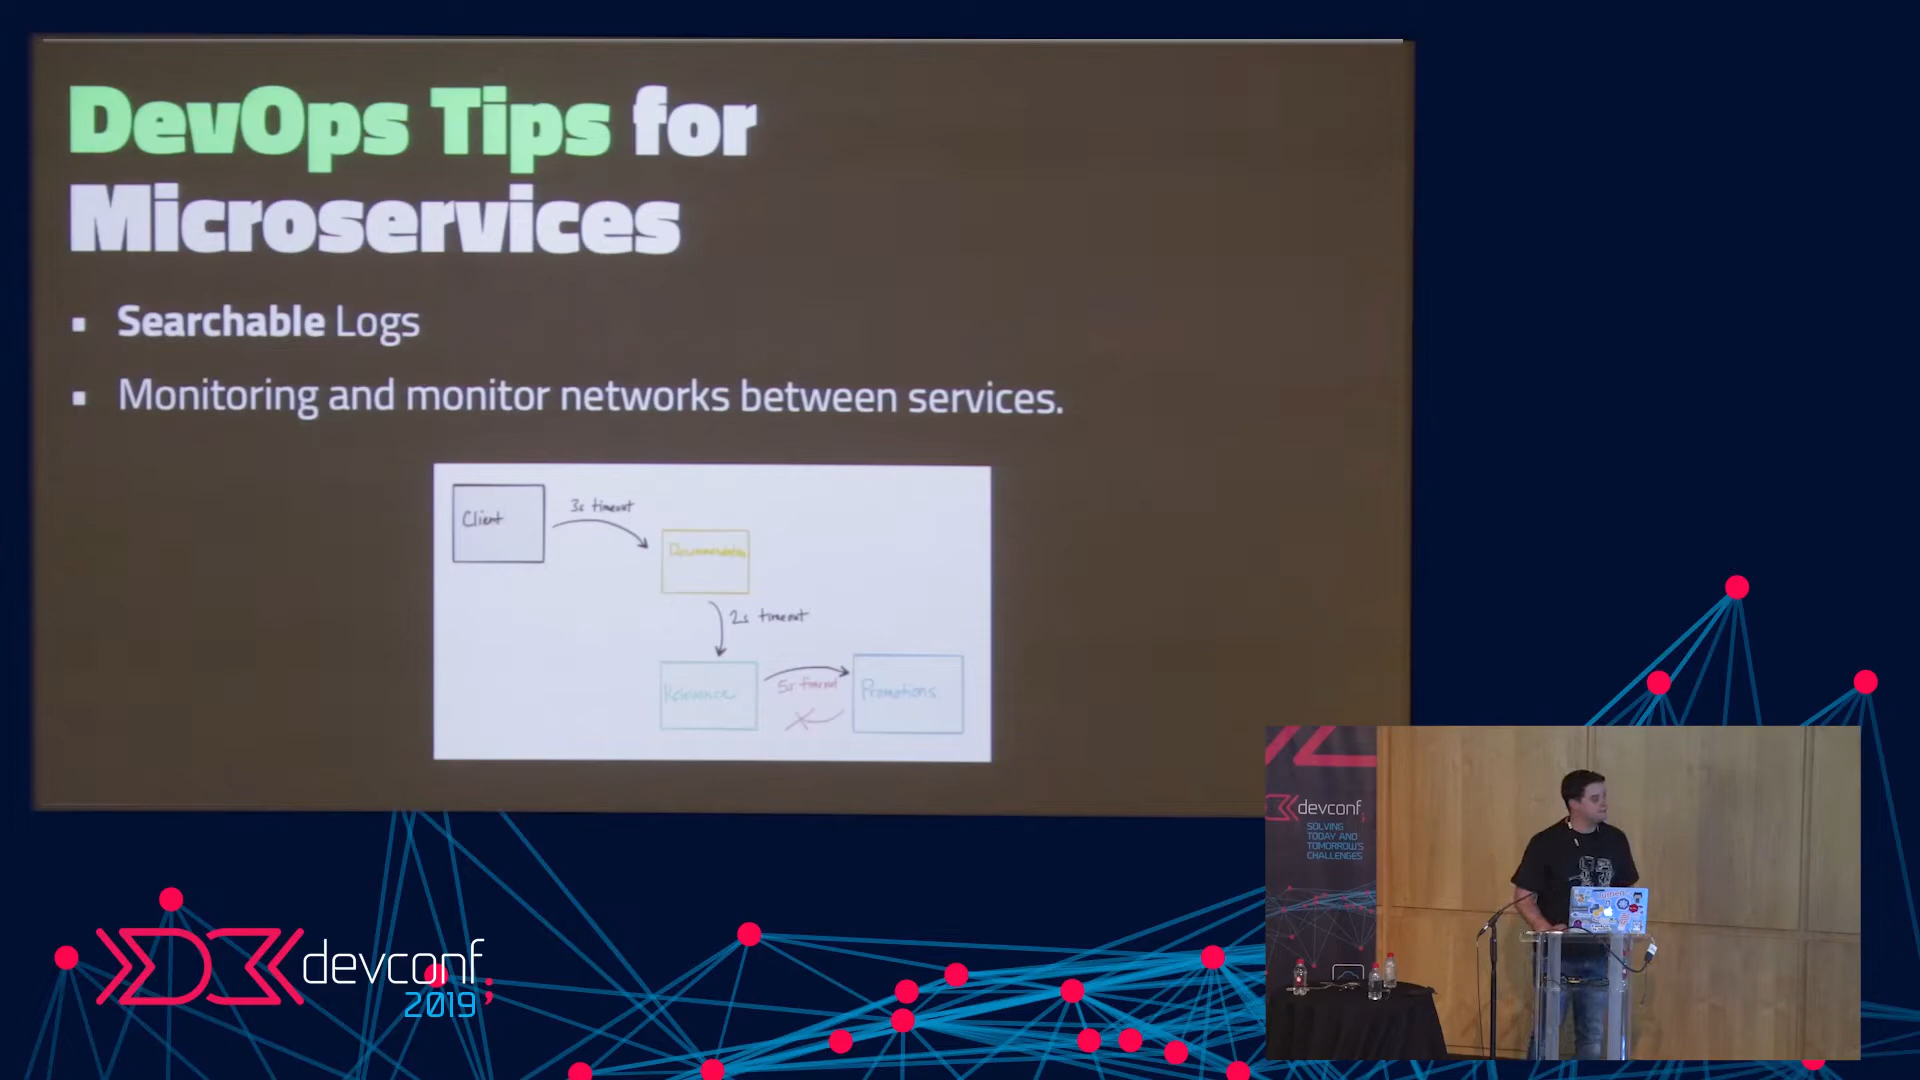 DevOps Tips for
Microservices
▪ Searchable Logs
▪ Monitoring and monitor networks between services.
Client
3s timeout
2s timeout
Relevance
5s timeout
Promotions
devconf;
SOLVING
TODAY AND
TOMORROW'S
CHALLENGES
devconf;
2019